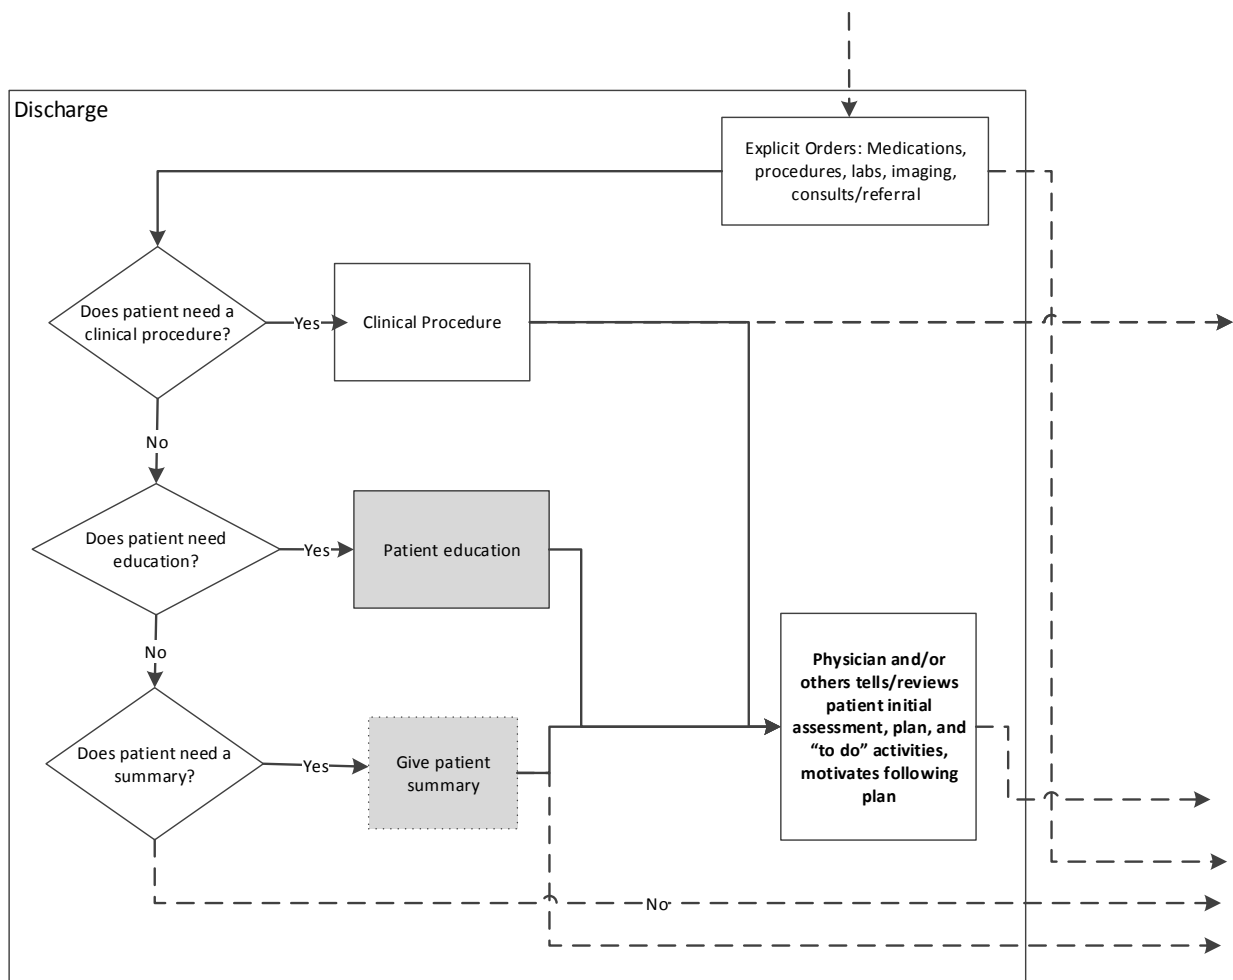 Discharge
Explicit Orders: Medications,
procedures, labs, imaging,
consults/referral
Does patient need a
clinical procedure?
Yes
Clinical Procedure
No
Does patient need
education?
Yes
Patient education
No
Does patient need a
summary?
Yes
Give patient
summary
Physician and/or
others tells/reviews
patient initial
assessment, plan, and
“to do” activities,
motivates following
plan
No